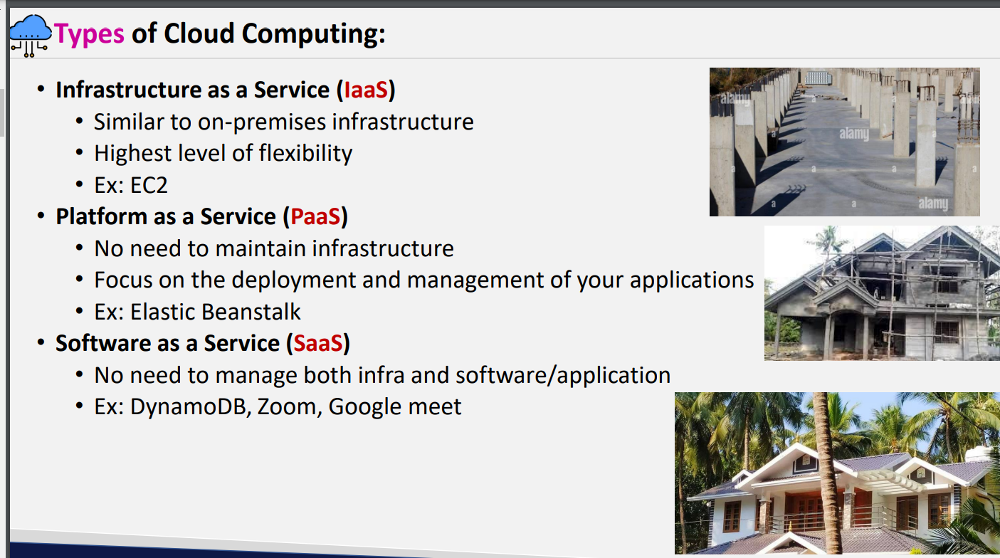 Types of Cloud Computing:
• Infrastructure as a Service (IaaS)
• Similar to on-premises infrastructure
• Highest level of flexibility
• Ex: EC2
• Platform as a Service (PaaS)
• No need to maintain infrastructure
• Focus on the deployment and management of your applications
• Ex: Elastic Beanstalk
• Software as a Service (SaaS)
• No need to manage both infra and software/application
• Ex: DynamoDB, Zoom, Google meet
alamy
a
alamy
a
a
a
a
a
a
a
alamy